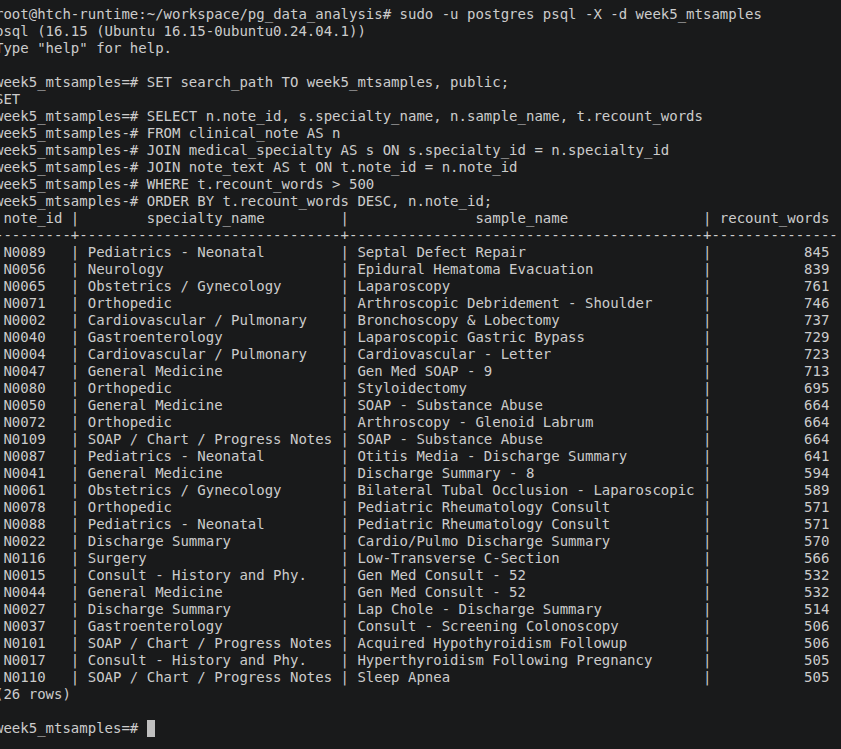 root@htch-runtime:~/workspace/pg_data_analysis# sudo -u postgres psql -X -d week5_mtsamples
psql (16.15 (Ubuntu 16.15-0ubuntu0.24.04.1))
Type "help" for help.

week5_mtsamples=# SET search_path TO week5_mtsamples, public;
SET
week5_mtsamples=# SELECT n.note_id, s.specialty_name, n.sample_name, t.recount_words
week5_mtsamples-# FROM clinical_note AS n
week5_mtsamples-# JOIN medical_specialty AS s ON s.specialty_id = n.specialty_id
week5_mtsamples-# JOIN note_text AS t ON t.note_id = n.note_id
week5_mtsamples-# WHERE t.recount_words > 500
week5_mtsamples-# ORDER BY t.recount_words DESC, n.note_id;
 note_id |        specialty_name         |               sample_name                | recount_words
---------+-------------------------------+------------------------------------------+---------------
 N0089   | Pediatrics - Neonatal         | Septal Defect Repair                     |           845
 N0056   | Neurology                     | Epidural Hematoma Evacuation             |           839
 N0065   | Obstetrics / Gynecology       | Laparoscopy                              |           761
 N0071   | Orthopedic                    | Arthroscopic Debridement - Shoulder      |           746
 N0002   | Cardiovascular / Pulmonary    | Bronchoscopy & Lobectomy                 |           737
 N0040   | Gastroenterology              | Laparoscopic Gastric Bypass              |           729
 N0004   | Cardiovascular / Pulmonary    | Cardiovascular - Letter                  |           723
 N0047   | General Medicine              | Gen Med SOAP - 9                         |           713
 N0080   | Orthopedic                    | Styloidectomy                            |           695
 N0050   | General Medicine              | SOAP - Substance Abuse                   |           664
 N0072   | Orthopedic                    | Arthroscopy - Glenoid Labrum             |           664
 N0109   | SOAP / Chart / Progress Notes | SOAP - Substance Abuse                   |           664
 N0087   | Pediatrics - Neonatal         | Otitis Media - Discharge Summary         |           641
 N0041   | General Medicine              | Discharge Summary - 8                    |           594
 N0061   | Obstetrics / Gynecology       | Bilateral Tubal Occlusion - Laparoscopic |           589
 N0078   | Orthopedic                    | Pediatric Rheumatology Consult           |           571
 N0088   | Pediatrics - Neonatal         | Pediatric Rheumatology Consult           |           571
 N0022   | Discharge Summary             | Cardio/Pulmo Discharge Summary           |           570
 N0116   | Surgery                       | Low-Transverse C-Section                 |           566
 N0015   | Consult - History and Phy.    | Gen Med Consult - 52                     |           532
 N0044   | General Medicine              | Gen Med Consult - 52                     |           532
 N0027   | Discharge Summary             | Lap Chole - Discharge Summary            |           514
 N0037   | Gastroenterology              | Consult - Screening Colonoscopy          |           506
 N0101   | SOAP / Chart / Progress Notes | Acquired Hypothyroidism Followup         |           506
 N0017   | Consult - History and Phy.    | Hyperthyroidism Following Pregnancy      |           505
 N0110   | SOAP / Chart / Progress Notes | Sleep Apnea                              |           505
(26 rows)

week5_mtsamples=#